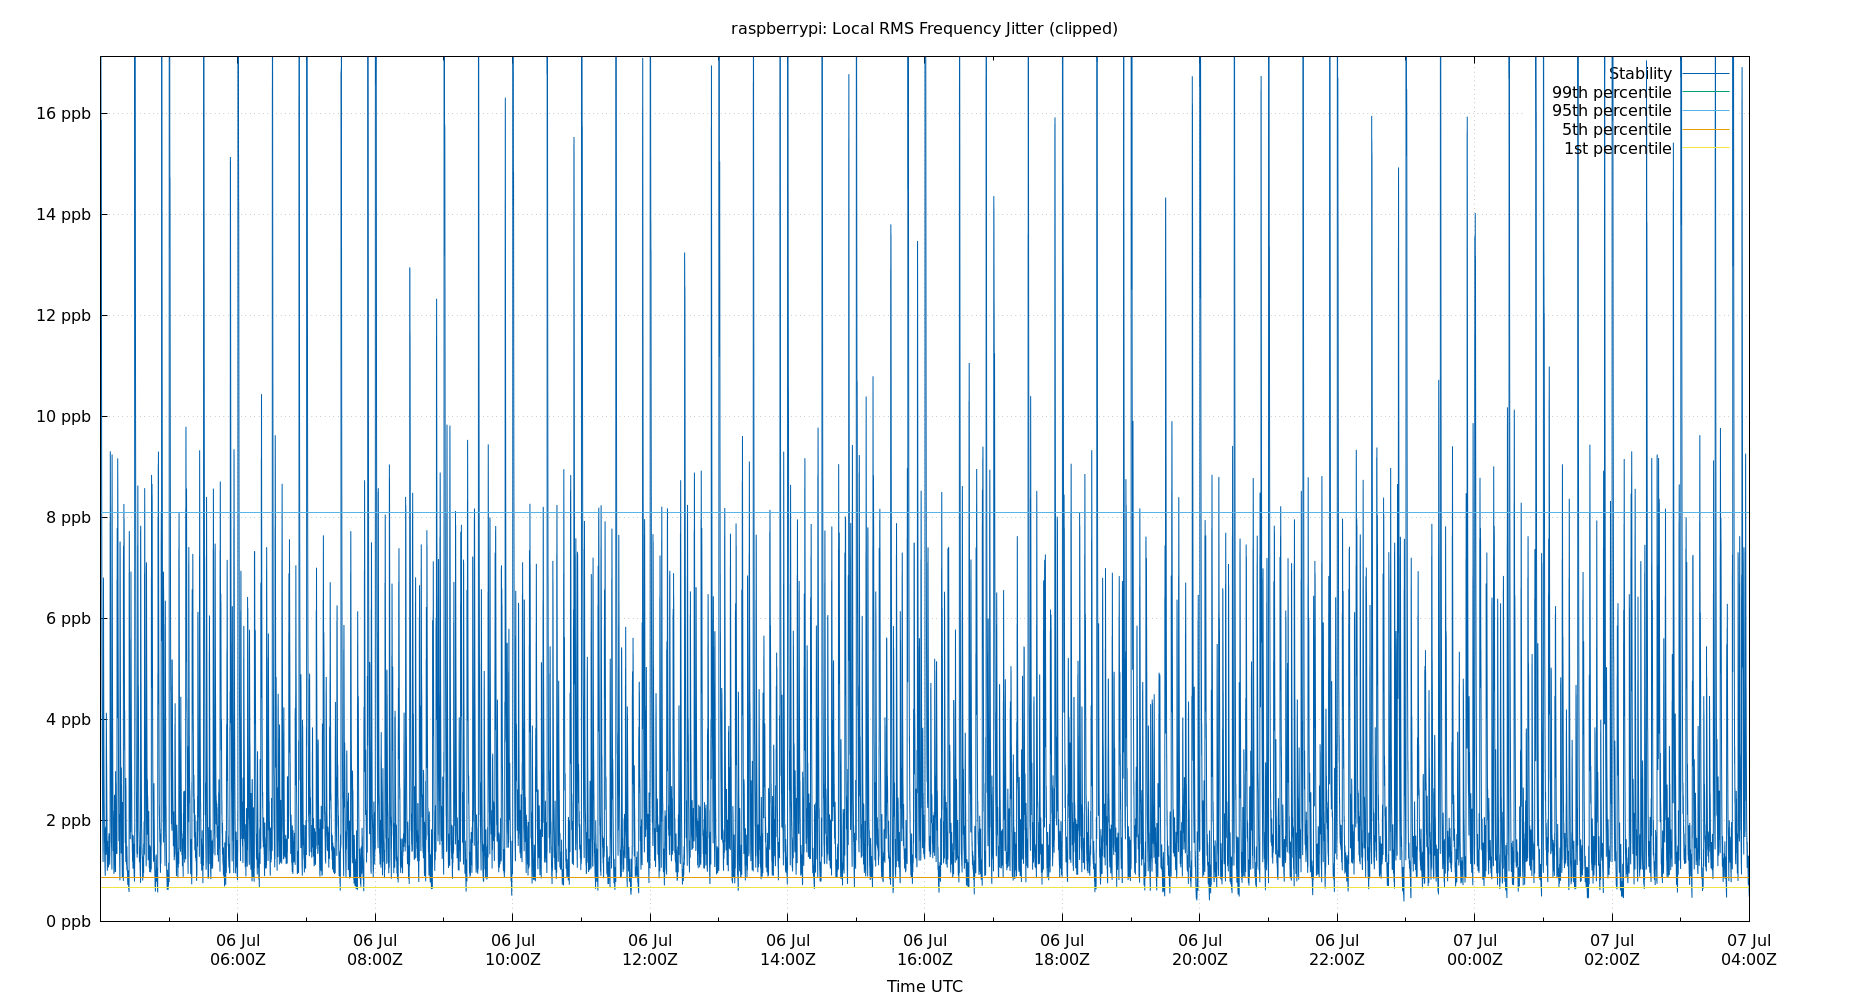 raspberrypi: Local RMS Frequency Jitter (clipped)
Stability
99th percentile
95th percentile
5th percentile
1st percentile
16 ppb
14 ppb
12 ppb
10 ppb
8 ppb
6 ppb
4 ppb
2 ppb
0 ppb
06 Jul 06 Jul 06 Jul 06 Jul 06 Jul 06 Jul 06 Jul 06 Jul 06 Jul 07 Jul 07 Jul 07 Jul
06:00Z 08:00Z 10:00Z 12:00Z 14:00Z 16:00Z 18:00Z 20:00Z 22:00Z 00:00Z 02:00Z 04:00Z
Time UTC